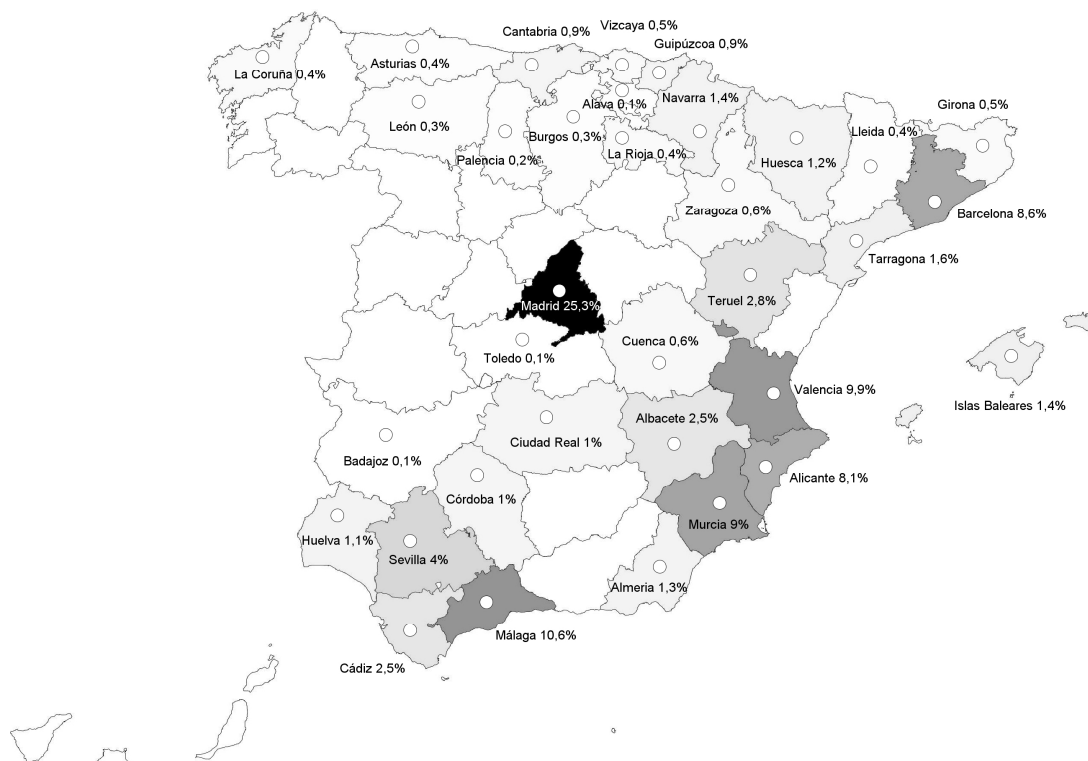 Vizcaya 0,5%
Cantabria 0,9%
Guipúzcoa 0,9%
Asturias 0,4%
La Coruña 0,4%
Navarra 1,4%
Alava 0,1%
Girona 0,5%
León 0,3%
Burgos 0,3%
Lleida 0,4%
La Rioja 0,4%
Palencia 0,2%
Huesca 1,2%
Zaragoza 0,6%
Barcelona 8,6%
Tarragona 1,6%
Teruel 2,8%
Madrid 25,3%
Cuenca 0,6%
Toledo 0,1%
Valencia 9,9%
Islas Baleares 1,4%
Albacete 2,5%
Ciudad Real 1%
Badajoz 0,1%
Alicante 8,1%
Córdoba 1%
Murcia 9%
Huelva 1,1%
Sevilla 4%
Almeria 1,3%
Málaga 10,6%
Cádiz 2,5%